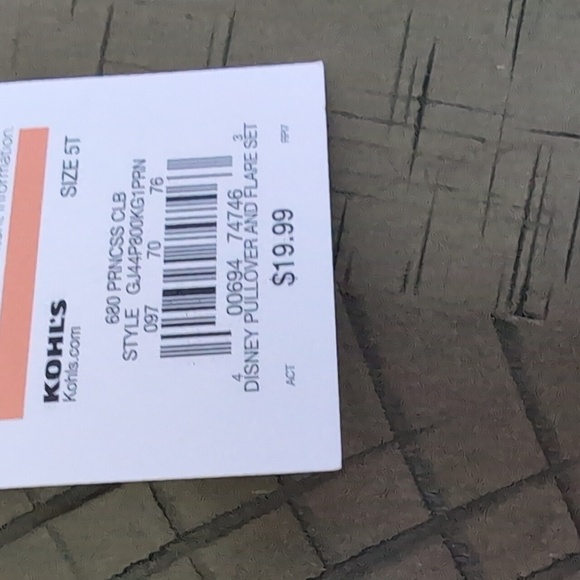 information.
KOHL'S SIZE 5T
Kohls.com
680 PRNCSS CLB
STYLE GJ44P800KG1PPRN
097 70 76
4 00694 74746 3
DISNEY PULLOVER AND FLARE SET
ACT $19.99